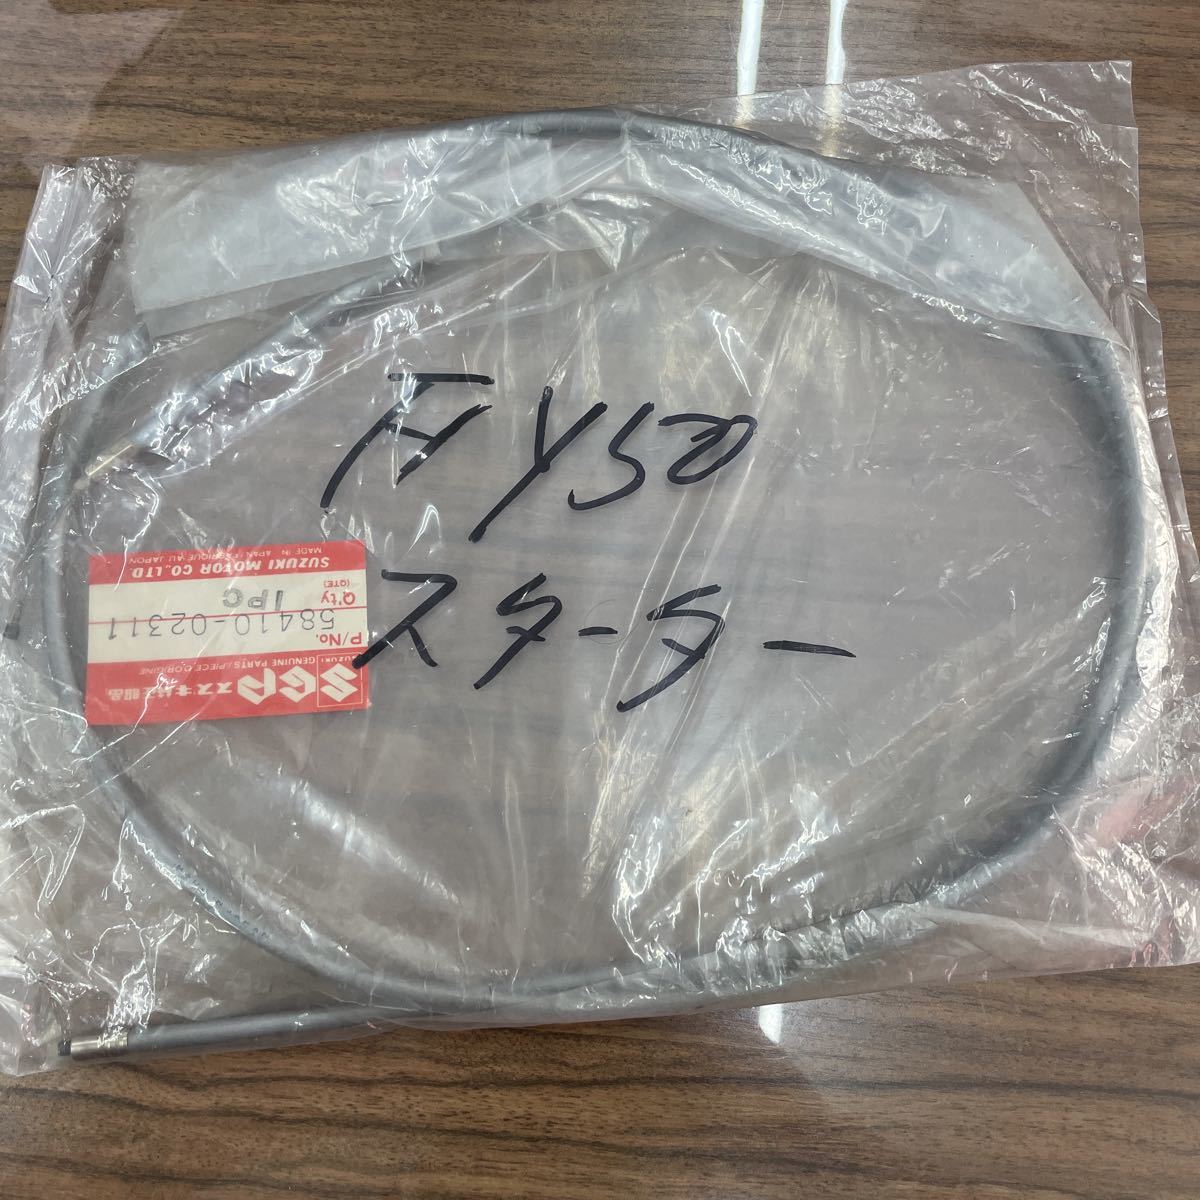 FY50
スターター
SGP スズキ純正部品
SUZUKI GENUINE PARTS/PIECE D'ORIGINE
P/No. 58410-02311
Q'ty 1PC
(QTE)
SUZUKI MOTOR CO., LTD.
MADE IN JAPAN/FABRIQUE AU JAPON